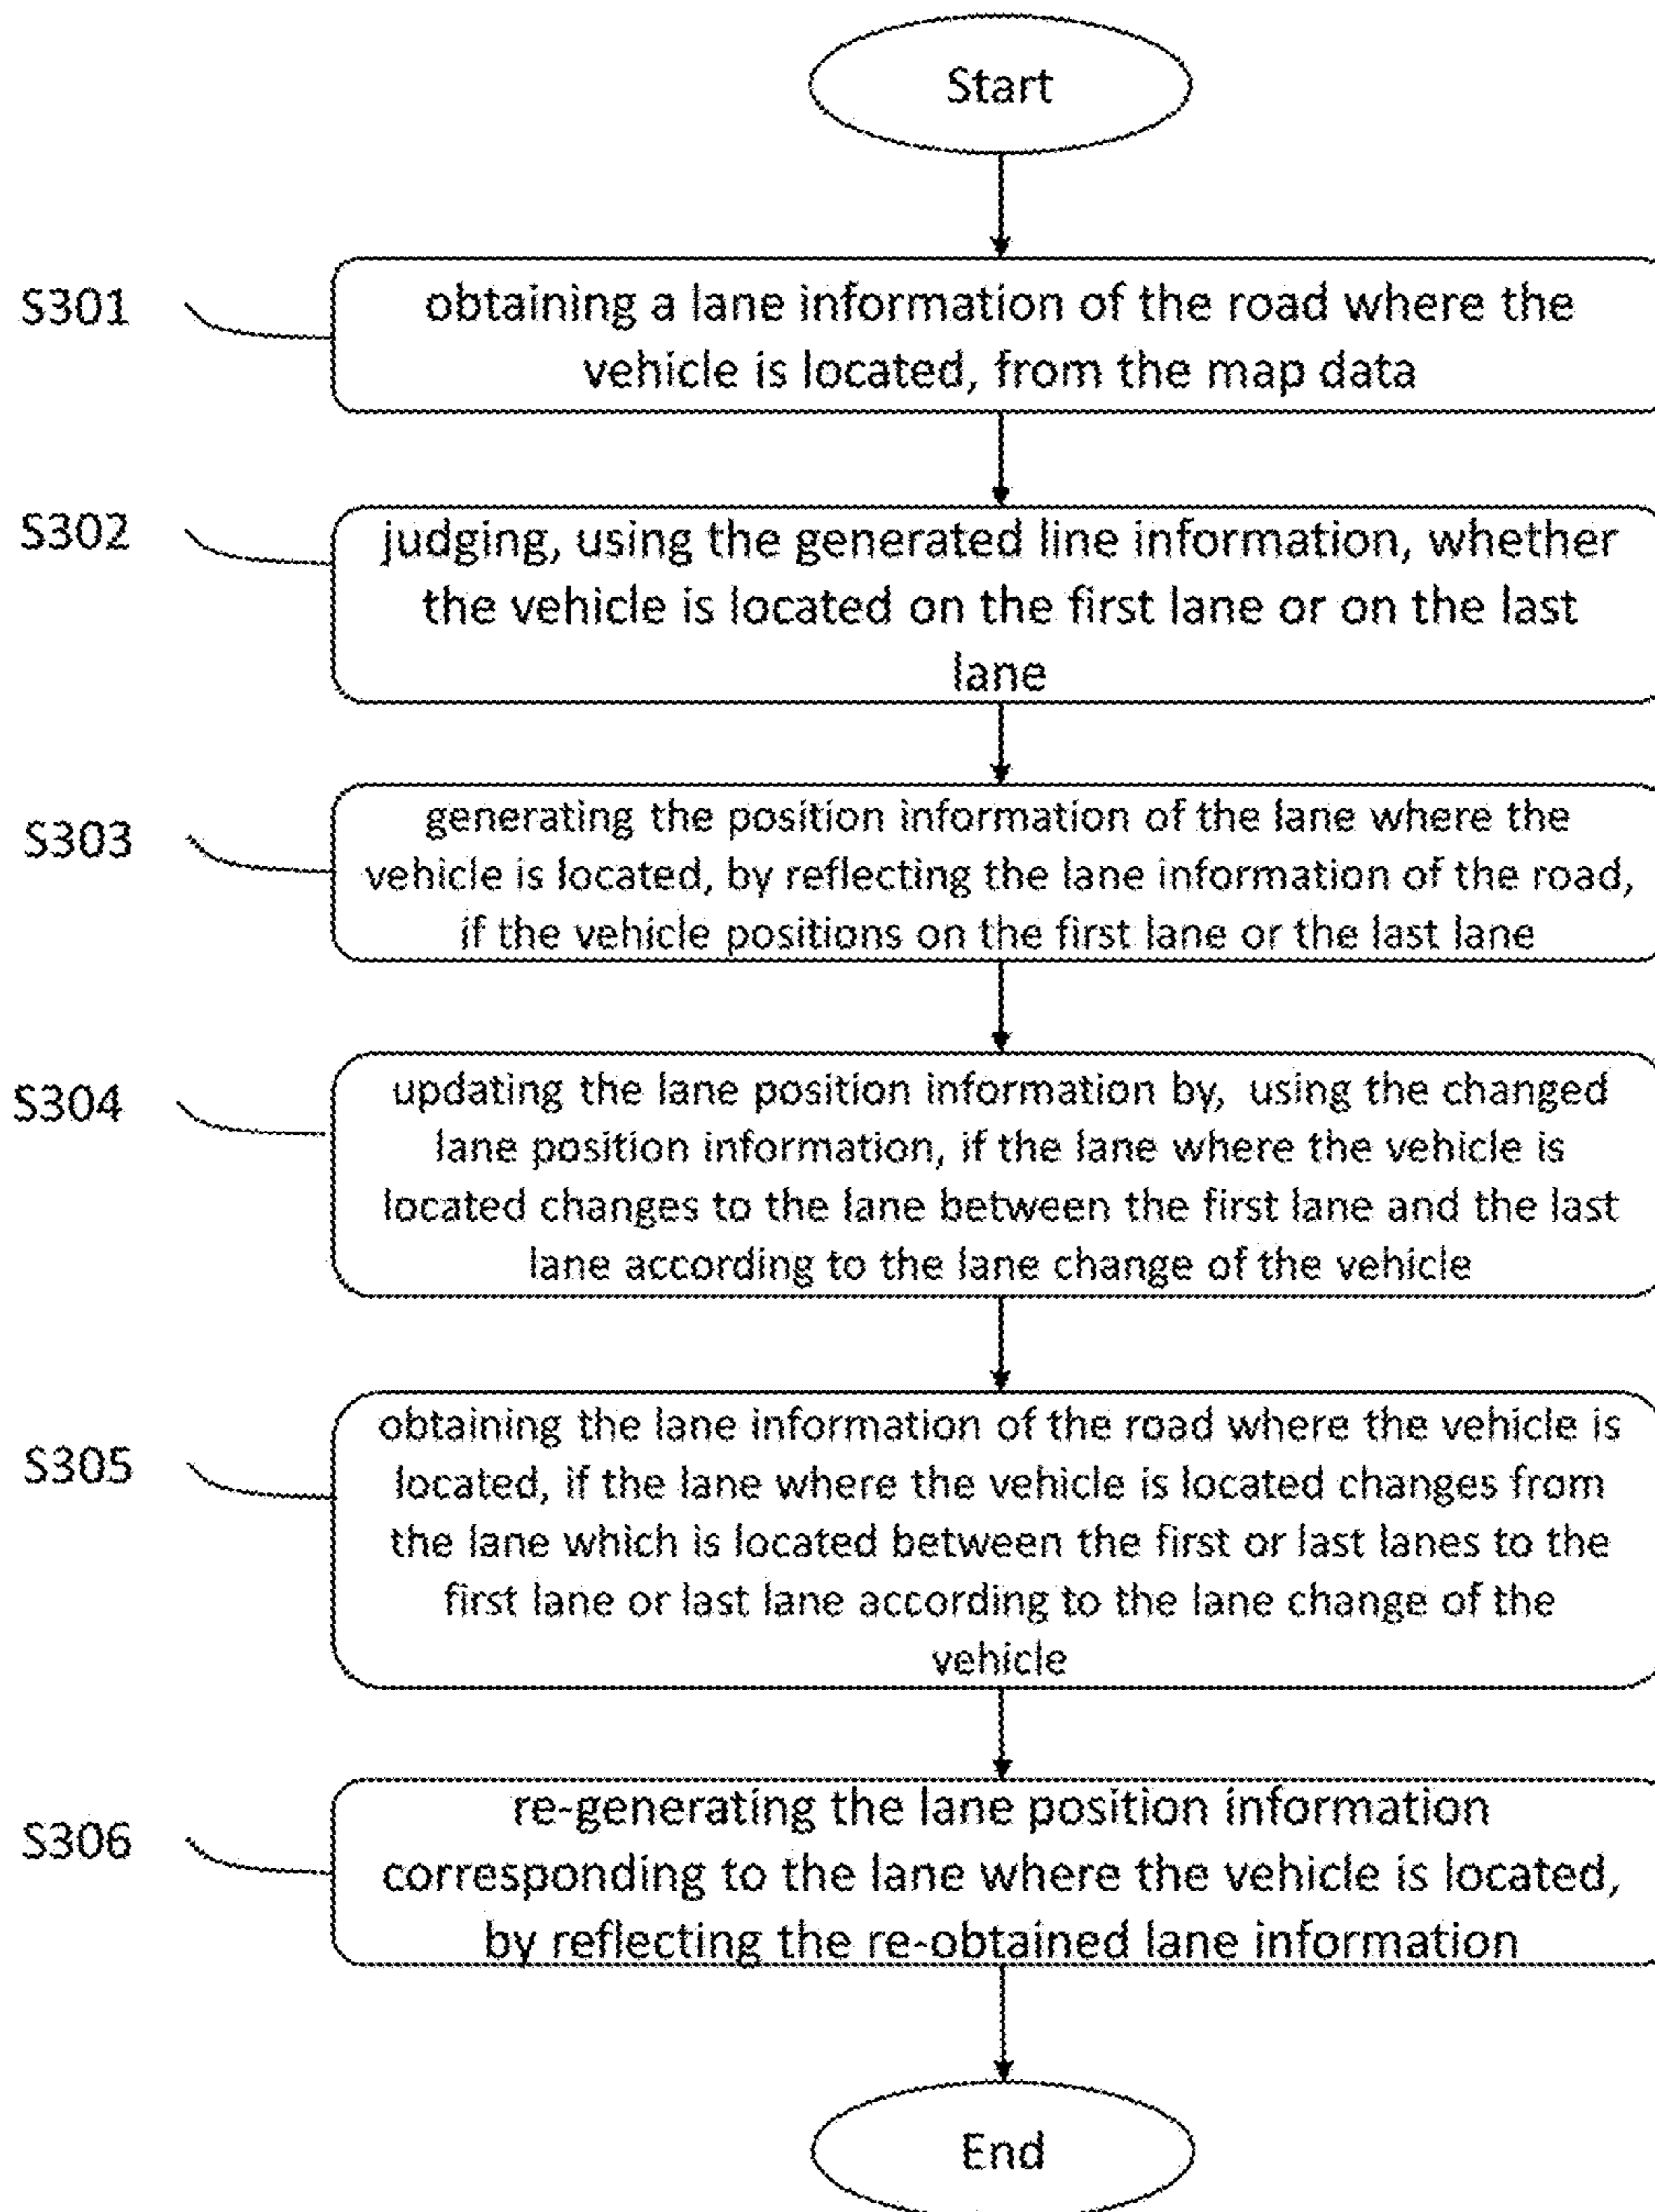 Start
S301
obtaining a lane information of the road where the
vehicle is located, from the map data
S302
judging, using the generated line information, whether
the vehicle is located on the first lane or on the last
lane
S303
generating the position information of the lane where the
vehicle is located, by reflecting the lane information of the road,
if the vehicle positions on the first lane or the last lane
S304
updating the lane position information by, using the changed
lane position information, if the lane where the vehicle is
located changes to the lane between the first lane and the last
lane according to the lane change of the vehicle
S305
obtaining the lane information of the road where the vehicle is
located, if the lane where the vehicle is located changes from
the lane which is located between the first or last lanes to the
first lane or last lane according to the lane change of the
vehicle
S306
re-generating the lane position information
corresponding to the lane where the vehicle is located,
by reflecting the re-obtained lane information
End